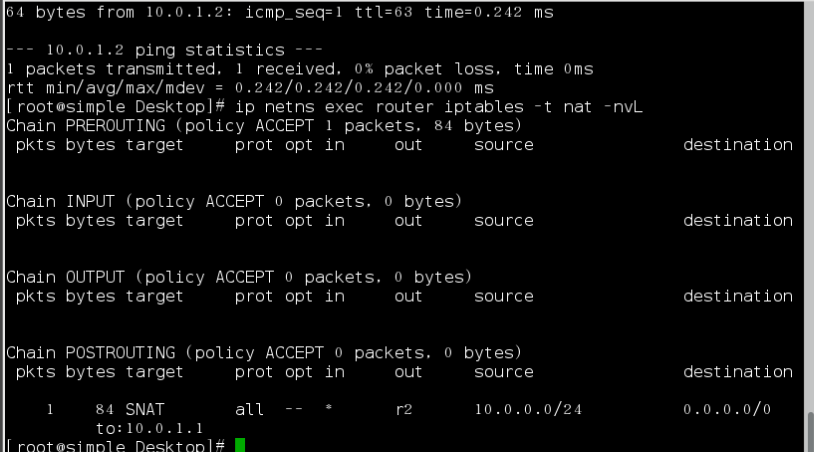 64 bytes from 10.0.1.2: icmp_seq=1 ttl=63 time=0.242 ms
--- 10.0.1.2 ping statistics ---
1 packets transmitted, 1 received, 0% packet loss, time 0ms
rtt min/avg/max/mdev = 0.242/0.242/0.242/0.000 ms
[root@simple Desktop]# ip netns exec router iptables -t nat -nvL
Chain PREROUTING (policy ACCEPT 1 packets, 84 bytes)
 pkts bytes target     prot opt in     out     source               destination
Chain INPUT (policy ACCEPT 0 packets, 0 bytes)
 pkts bytes target     prot opt in     out     source               destination
Chain OUTPUT (policy ACCEPT 0 packets, 0 bytes)
 pkts bytes target     prot opt in     out     source               destination
Chain POSTROUTING (policy ACCEPT 0 packets, 0 bytes)
 pkts bytes target     prot opt in     out     source               destination
    1    84 SNAT       all  --  *      r2      10.0.0.0/24          0.0.0.0/0
         to:10.0.1.1
[root@simple Desktop]#